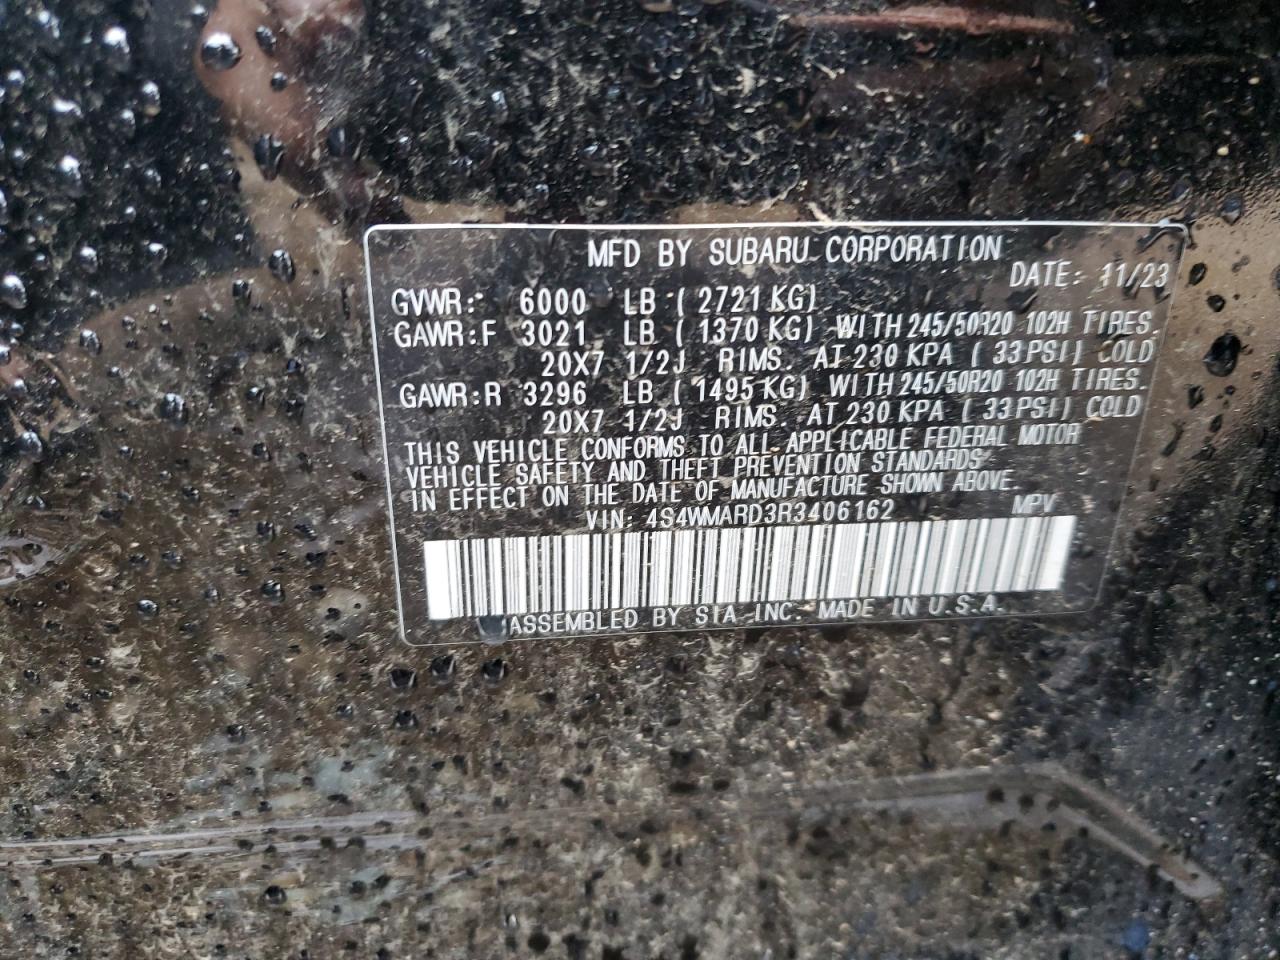 MFD BY SUBARU CORPORATION
DATE: 11/23
GVWR: 6000 LB (2721 KG)
GAWR:F 3021 LB (1370 KG) WITH 245/50R20 102H TIRES.
20X7 1/2J RIMS. AT 230 KPA (33 PSI) COLD
GAWR:R 3296 LB (1495 KG) WITH 245/50R20 102H TIRES.
20X7 1/2J RIMS. AT 230 KPA (33 PSI) COLD
THIS VEHICLE CONFORMS TO ALL APPLICABLE FEDERAL MOTOR
VEHICLE SAFETY AND THEFT PREVENTION STANDARDS
IN EFFECT ON THE DATE OF MANUFACTURE SHOWN ABOVE.
VIN: 4S4WMARD3R3406162 MPV
ASSEMBLED BY SIA INC. MADE IN U.S.A.